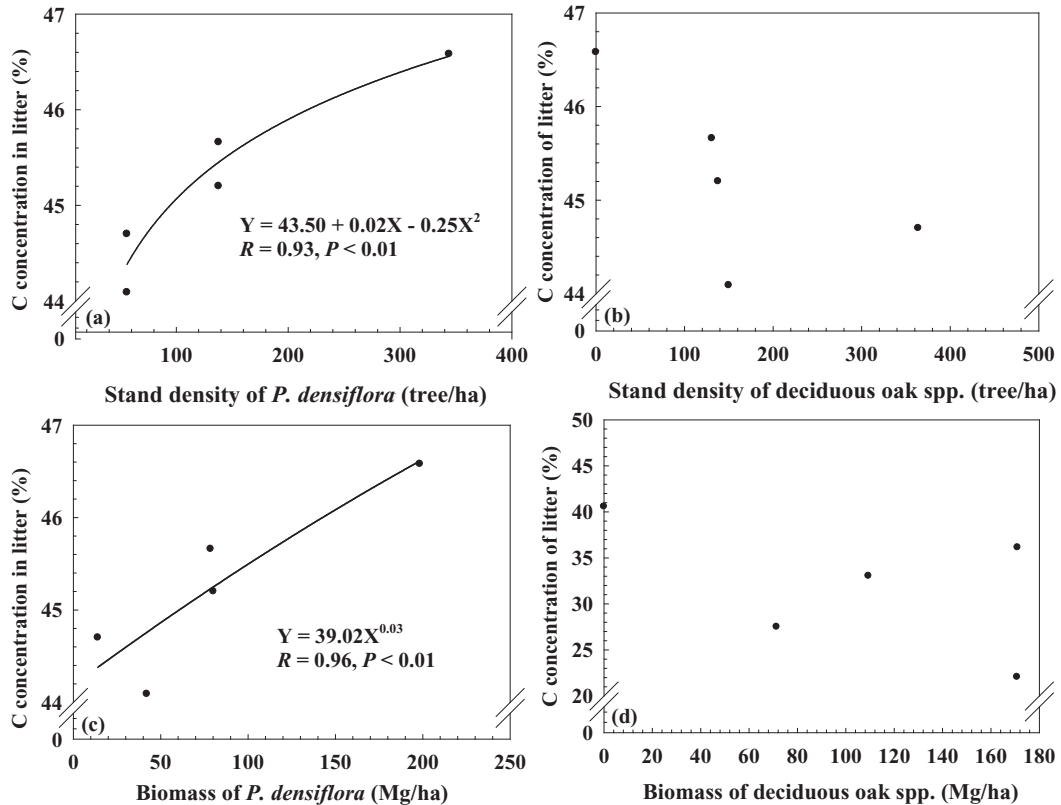 47
46
45
44
0
C concentration in litter (%)
Y = 43.50 + 0.02X - 0.25X²
R = 0.93, P < 0.01
(a)
100 200 300 400
Stand density of P. densiflora (tree/ha)
47
46
45
44
0
C concentration of litter (%)
(b)
0 100 200 300 400 500
Stand density of deciduous oak spp. (tree/ha)
47
46
45
44
0
C concentration in litter (%)
Y = 39.02X^0.03
R = 0.96, P < 0.01
(c)
0 50 100 150 200 250
Biomass of P. densiflora (Mg/ha)
50
45
40
35
30
25
20
0
C concentration of litter (%)
(d)
0 20 40 60 80 100 120 140 160 180
Biomass of deciduous oak spp. (Mg/ha)